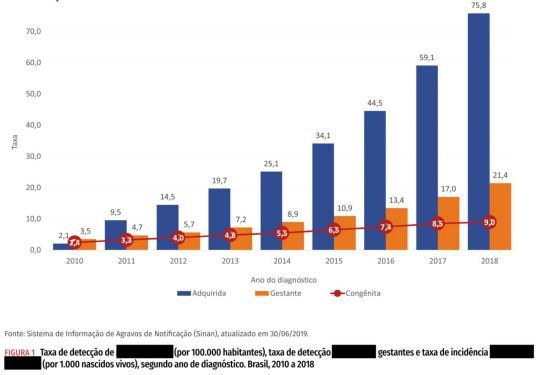 75,8
70,0
59,1
60,0
50,0
44,5
Taxa
40,0
34,1
30,0
25,1
19,7
21,4
20,0
14,5
17,0
13,4
9,5
10,9
10,0
2,1 3,5 4,7 5,7 7,2 8,9
2,4 3,3 4,0 4,8 5,5 6,5 7,4 8,5 9,0
0,0
2010 2011 2012 2013 2014 2015 2016 2017 2018
Ano do diagnóstico
Adquirida Gestante Congênita
Fonte: Sistema de Informação de Agravos de Notificação (Sinan), atualizado em 30/06/2019.
FIGURA 1 Taxa de detecção de (por 100.000 habitantes), taxa de detecção gestantes e taxa de incidência
(por 1.000 nascidos vivos), segundo ano de diagnóstico. Brasil, 2010 a 2018